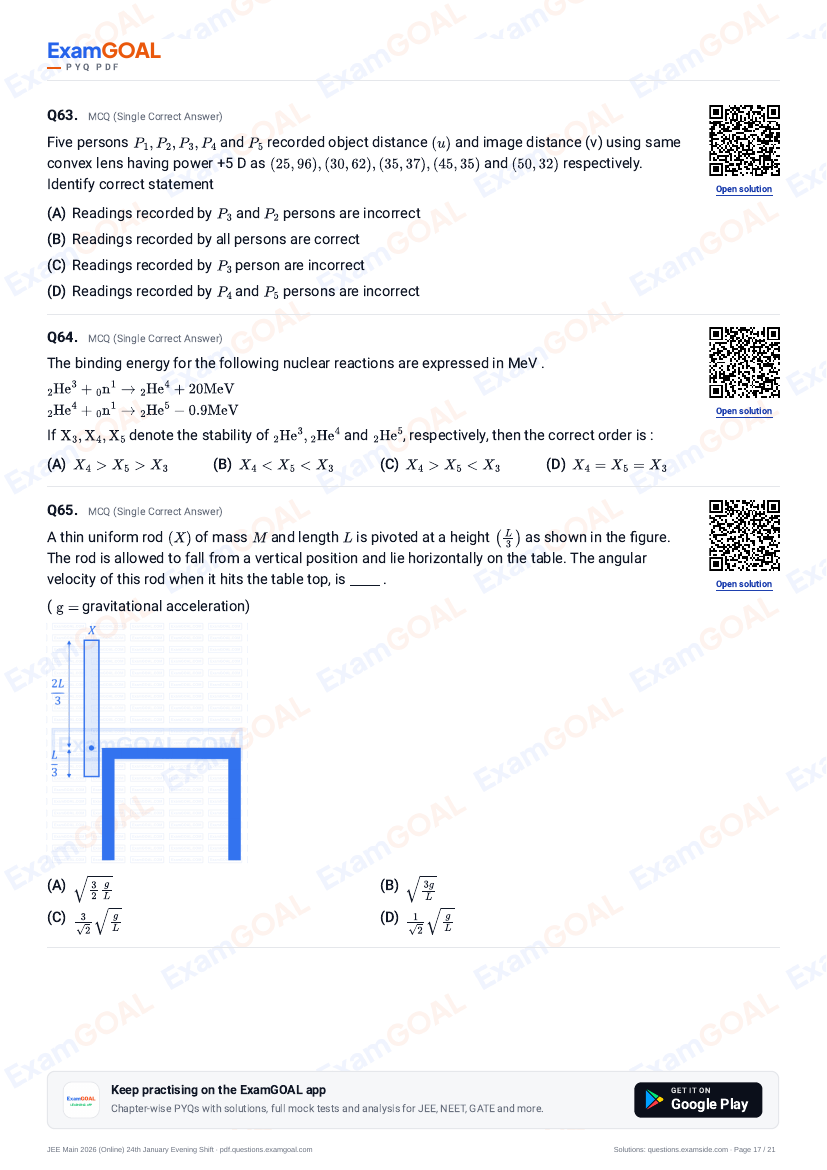 ExamGOAL
PYQ PDF
Q63. MCQ (Single Correct Answer)
Five persons P₁, P₂, P₃, P₄ and P₅ recorded object distance (u) and image distance (v) using same
convex lens having power +5 D as (25, 96), (30, 62), (35, 37), (45, 35) and (50, 32) respectively.
Identify correct statement
(A) Readings recorded by P₃ and P₂ persons are incorrect
(B) Readings recorded by all persons are correct
(C) Readings recorded by P₃ person are incorrect
(D) Readings recorded by P₄ and P₅ persons are incorrect
Open solution
Q64. MCQ (Single Correct Answer)
The binding energy for the following nuclear reactions are expressed in MeV .
₂He³ + ₀n¹ → ₂He⁴ + 20MeV
₂He⁴ + ₀n¹ → ₂He⁵ − 0.9MeV
If X₃, X₄, X₅ denote the stability of ₂He³, ₂He⁴ and ₂He⁵, respectively, then the correct order is :
(A) X₄ > X₅ > X₃ (B) X₄ < X₅ < X₃ (C) X₄ > X₅ < X₃ (D) X₄ = X₅ = X₃
Open solution
Q65. MCQ (Single Correct Answer)
A thin uniform rod (X) of mass M and length L is pivoted at a height (L/3) as shown in the figure.
The rod is allowed to fall from a vertical position and lie horizontally on the table. The angular
velocity of this rod when it hits the table top, is ____ .
( g = gravitational acceleration)
Open solution
X
2L/3
L/3
ExamGOAL.COM
(A) √(3/2 g/L) (B) √(3g/L)
(C) 3/√2 √(g/L) (D) 1/√2 √(g/L)
Keep practising on the ExamGOAL app
Chapter-wise PYQs with solutions, full mock tests and analysis for JEE, NEET, GATE and more.
GET IT ON
Google Play
JEE Main 2026 (Online) 24th January Evening Shift · pdf.questions.examgoal.com
Solutions: questions.examside.com · Page 17 / 21